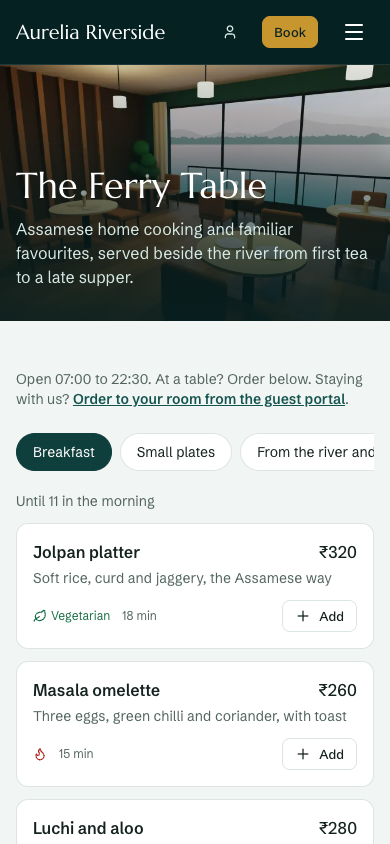 Aurelia Riverside
Book
The Ferry Table
Assamese home cooking and familiar
favourites, served beside the river from first tea
to a late supper.
Open 07:00 to 22:30. At a table? Order below. Staying
with us? Order to your room from the guest portal.
Breakfast
Small plates
From the river and
Until 11 in the morning
Jolpan platter
₹320
Soft rice, curd and jaggery, the Assamese way
Vegetarian
18 min
Add
Masala omelette
₹260
Three eggs, green chilli and coriander, with toast
15 min
Add
Luchi and aloo
₹280